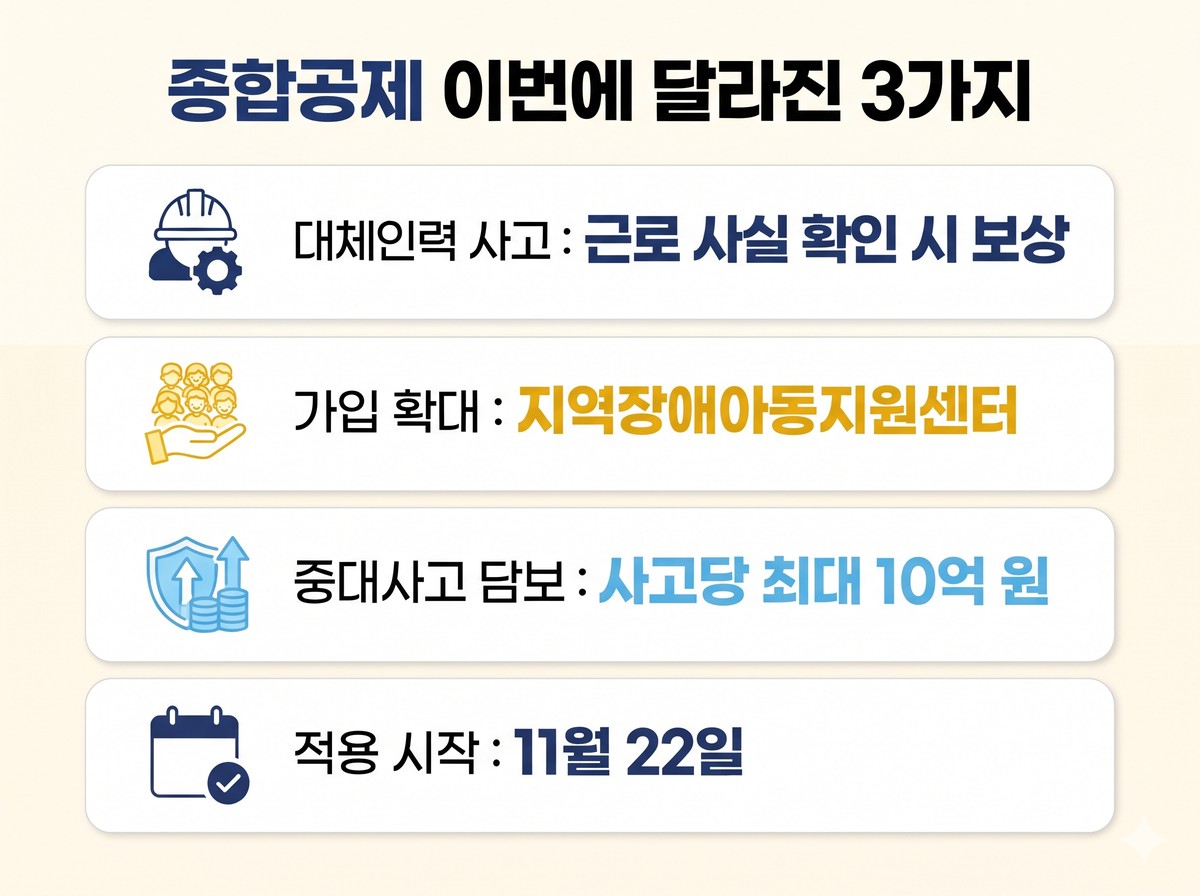 종합공제 이번에 달라진 3가지
대체인력 사고 : 근로 사실 확인 시 보상
가입 확대 : 지역장애아동지원센터
중대사고 담보 : 사고당 최대 10억 원
적용 시작 : 11월 22일